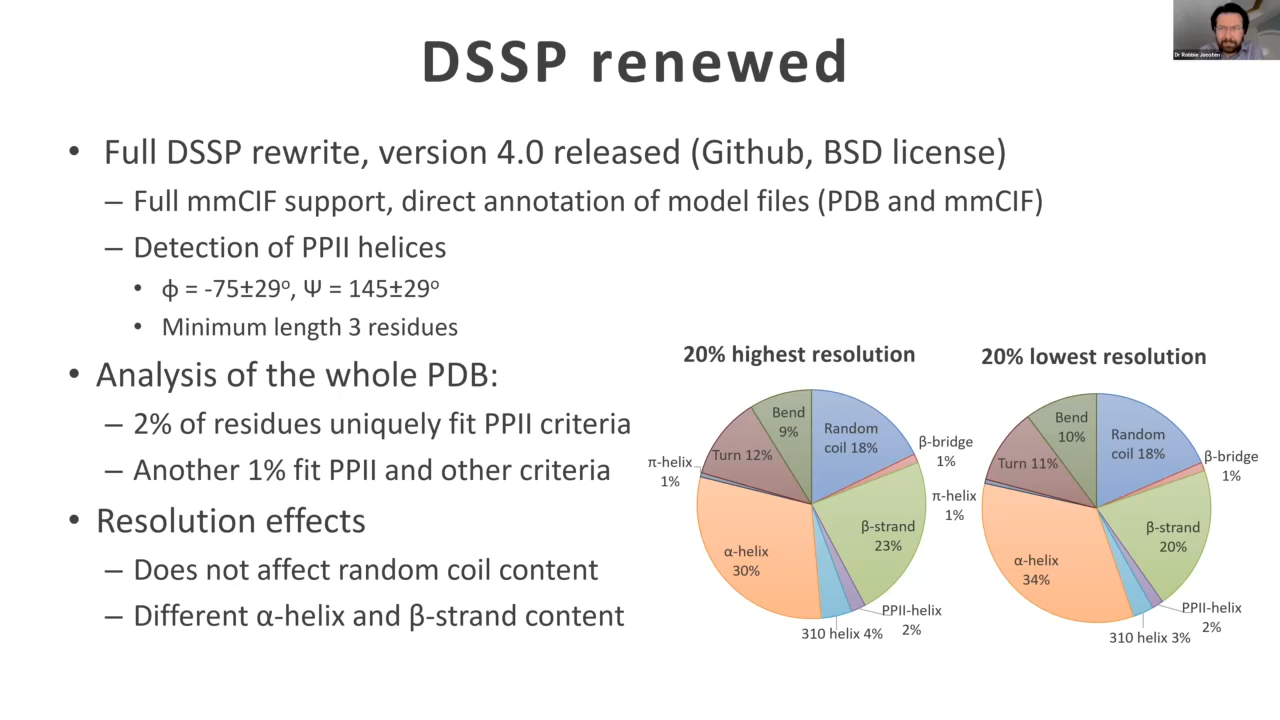 DSSP renewed
Dr Robbie Joosten
• Full DSSP rewrite, version 4.0 released (Github, BSD license)
– Full mmCIF support, direct annotation of model files (PDB and mmCIF)
– Detection of PPII helices
• ϕ = -75±29°, Ψ = 145±29°
• Minimum length 3 residues
• Analysis of the whole PDB:
– 2% of residues uniquely fit PPII criteria
– Another 1% fit PPII and other criteria
• Resolution effects
– Does not affect random coil content
– Different α-helix and β-strand content
20% highest resolution
Bend
9%
Random
coil 18%
β-bridge
1%
Turn 12%
π-helix
1%
β-strand
23%
α-helix
30%
PPII-helix
2%
310 helix 4%
20% lowest resolution
Bend
10%
Random
coil 18%
β-bridge
1%
Turn 11%
π-helix
1%
β-strand
20%
α-helix
34%
PPII-helix
2%
310 helix 3%